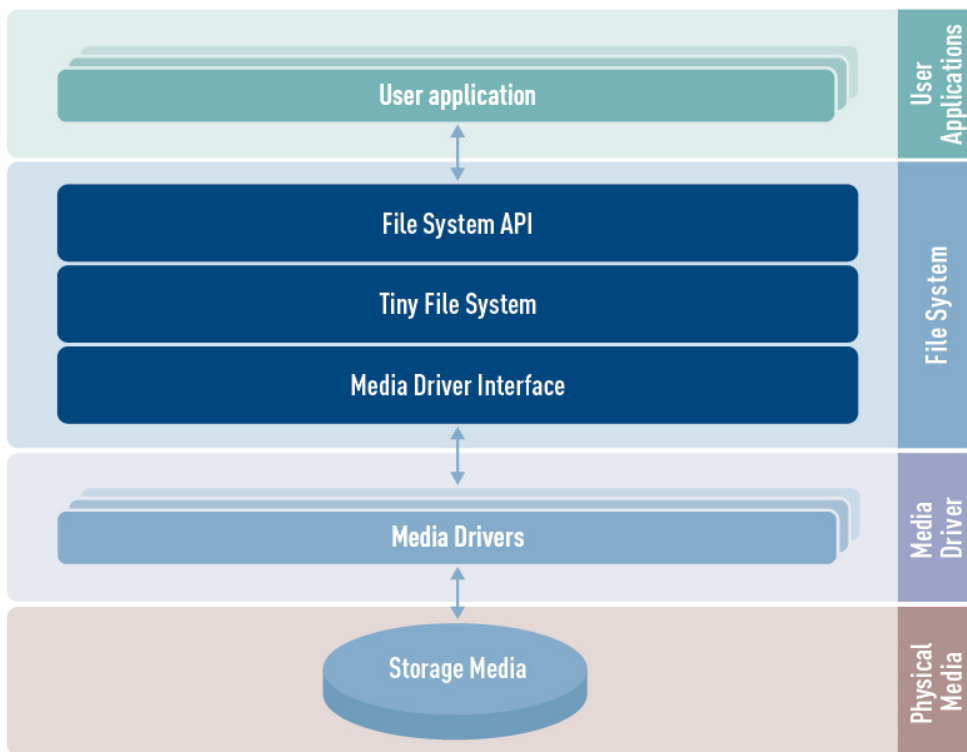 User application
User
Applications
File System API
Tiny File System
Media Driver Interface
File System
Media Drivers
Media
Driver
Storage Media
Physical
Media